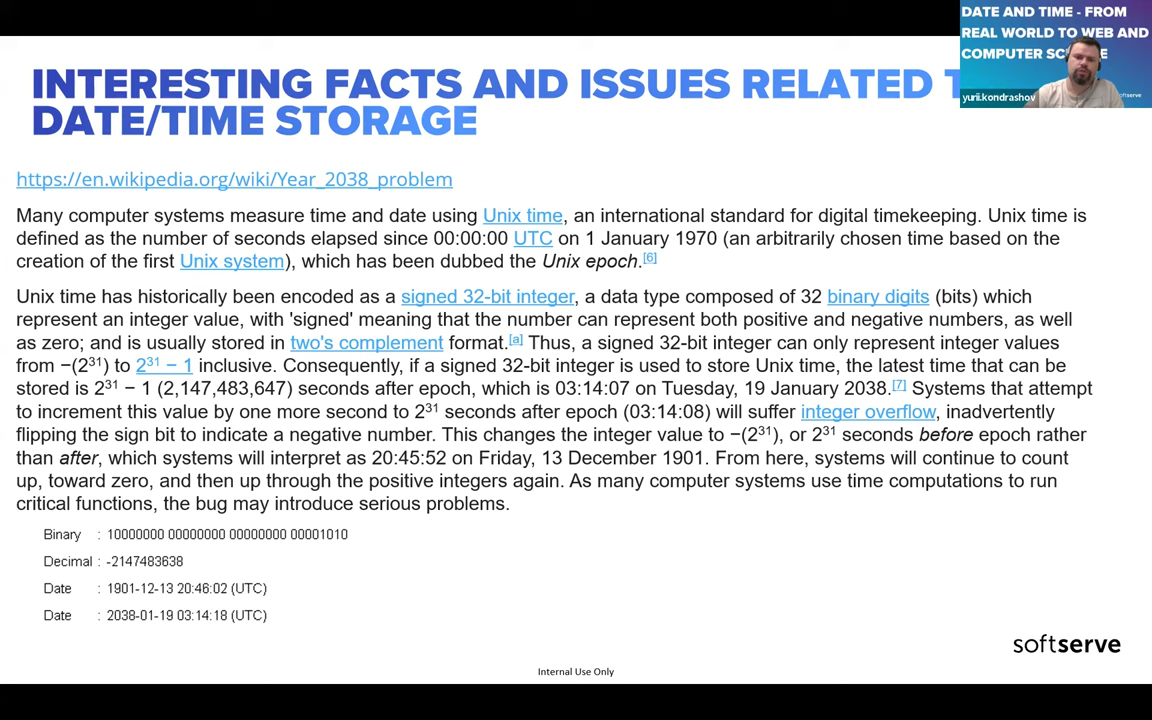 DATE AND TIME - FROM
REAL WORLD TO WEB AND
COMPUTER
yurii.kondrashov
softserve
INTERESTING FACTS AND ISSUES RELATED
DATE/TIME STORAGE
https://en.wikipedia.org/wiki/Year_2038_problem
Many computer systems measure time and date using Unix time, an international standard for digital timekeeping. Unix time is
defined as the number of seconds elapsed since 00:00:00 UTC on 1 January 1970 (an arbitrarily chosen time based on the
creation of the first Unix system), which has been dubbed the Unix epoch.[6]
Unix time has historically been encoded as a signed 32-bit integer, a data type composed of 32 binary digits (bits) which
represent an integer value, with 'signed' meaning that the number can represent both positive and negative numbers, as well
as zero; and is usually stored in two's complement format.[a] Thus, a signed 32-bit integer can only represent integer values
from −(2³¹) to 2³¹ − 1 inclusive. Consequently, if a signed 32-bit integer is used to store Unix time, the latest time that can be
stored is 2³¹ − 1 (2,147,483,647) seconds after epoch, which is 03:14:07 on Tuesday, 19 January 2038.[7] Systems that attempt
to increment this value by one more second to 2³¹ seconds after epoch (03:14:08) will suffer integer overflow, inadvertently
flipping the sign bit to indicate a negative number. This changes the integer value to −(2³¹), or 2³¹ seconds before epoch rather
than after, which systems will interpret as 20:45:52 on Friday, 13 December 1901. From here, systems will continue to count
up, toward zero, and then up through the positive integers again. As many computer systems use time computations to run
critical functions, the bug may introduce serious problems.
Binary : 10000000 00000000 00000000 00001010
Decimal : -2147483638
Date : 1901-12-13 20:46:02 (UTC)
Date : 2038-01-19 03:14:18 (UTC)
softserve
Internal Use Only